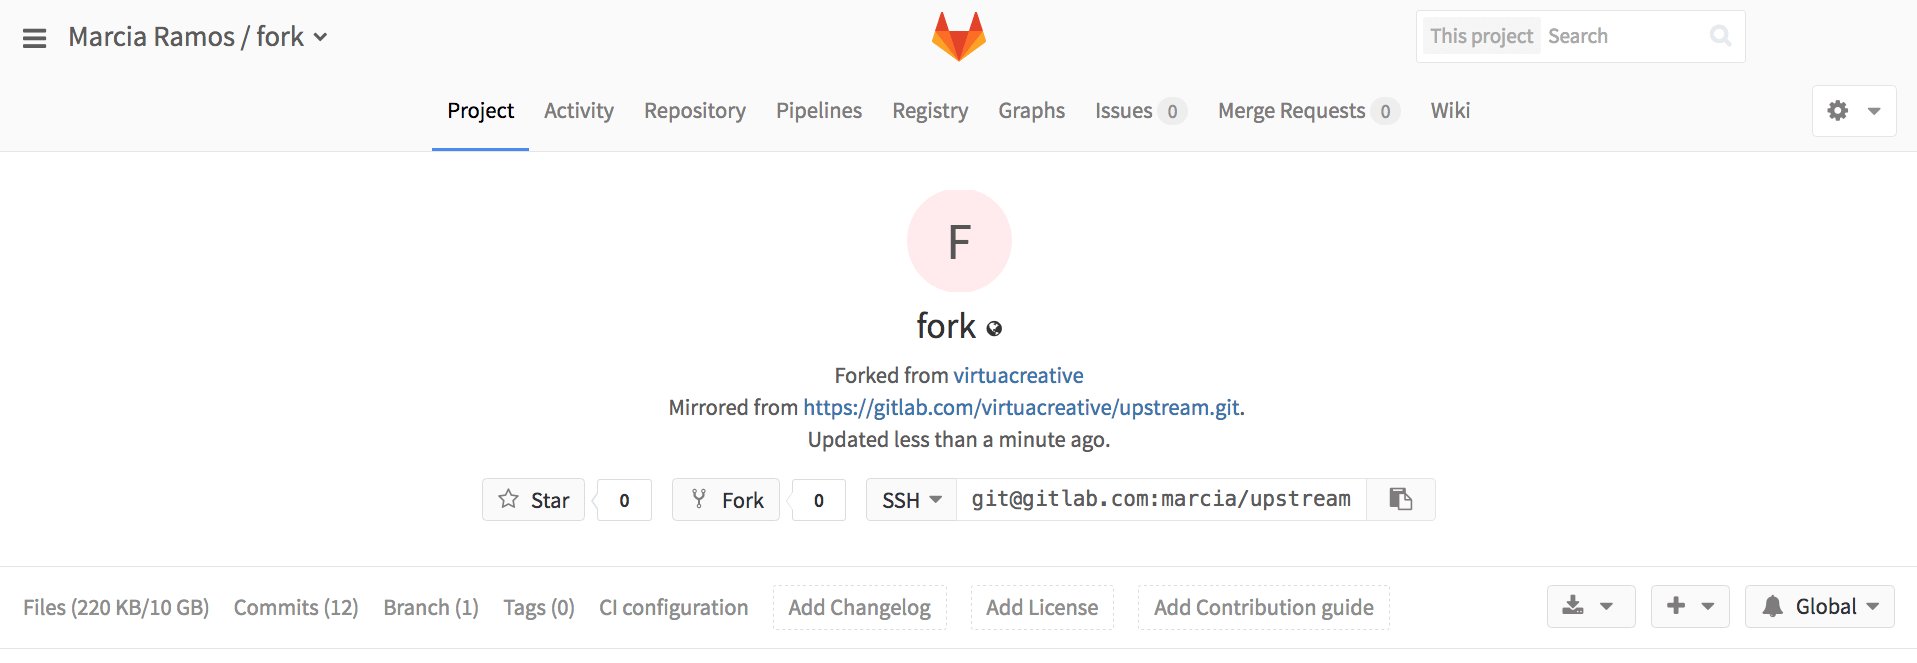 Marcia Ramos / fork
This project Search
Project Activity Repository Pipelines Registry Graphs Issues 0 Merge Requests 0 Wiki
F
fork
Forked from virtuacreative
Mirrored from https://gitlab.com/virtuacreative/upstream.git.
Updated less than a minute ago.
Star 0 Fork 0 SSH git@gitlab.com:marcia/upstream
Files (220 KB/10 GB) Commits (12) Branch (1) Tags (0) CI configuration Add Changelog Add License Add Contribution guide Global